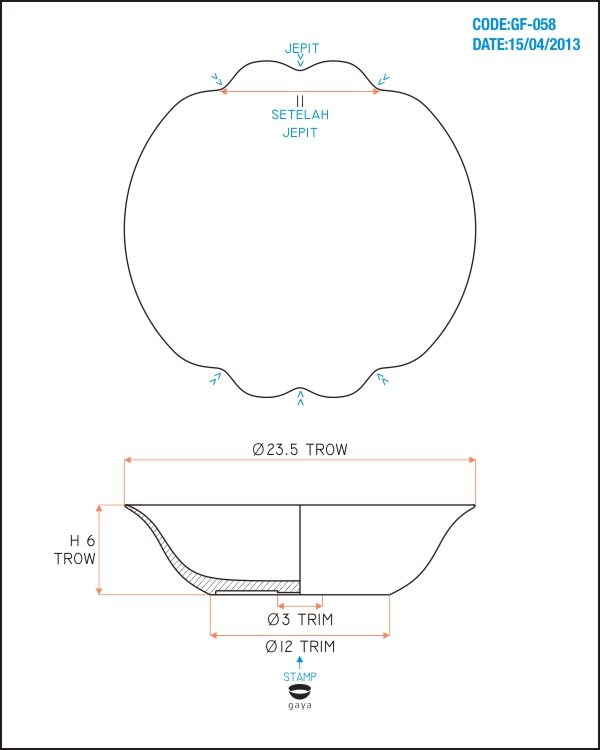 CODE:GF-058
DATE:15/04/2013
JEPIT
11
SETELAH
JEPIT
Ø23.5 TROW
H 6
TROW
Ø3 TRIM
Ø12 TRIM
STAMP
gaya